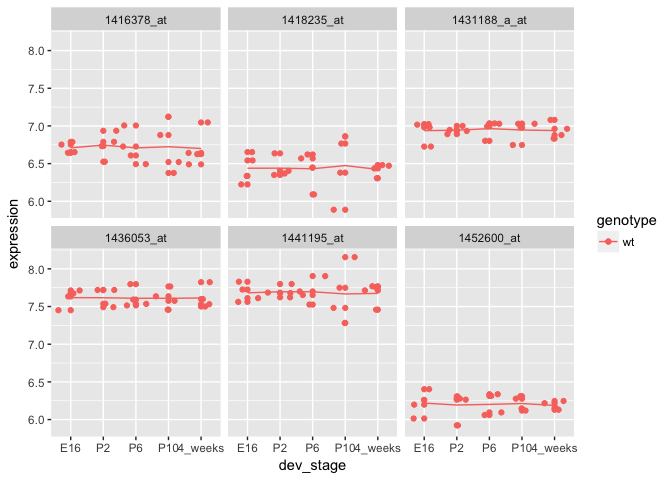 1416378_at 1418235_at 1431188_a_at
8.0
7.5
7.0
6.5
6.0
expression
genotype
wt
1436053_at 1441195_at 1452600_at
8.0
7.5
7.0
6.5
6.0
E16 P2 P6 P104_weeks E16 P2 P6 P104_weeks E16 P2 P6 P104_weeks
dev_stage